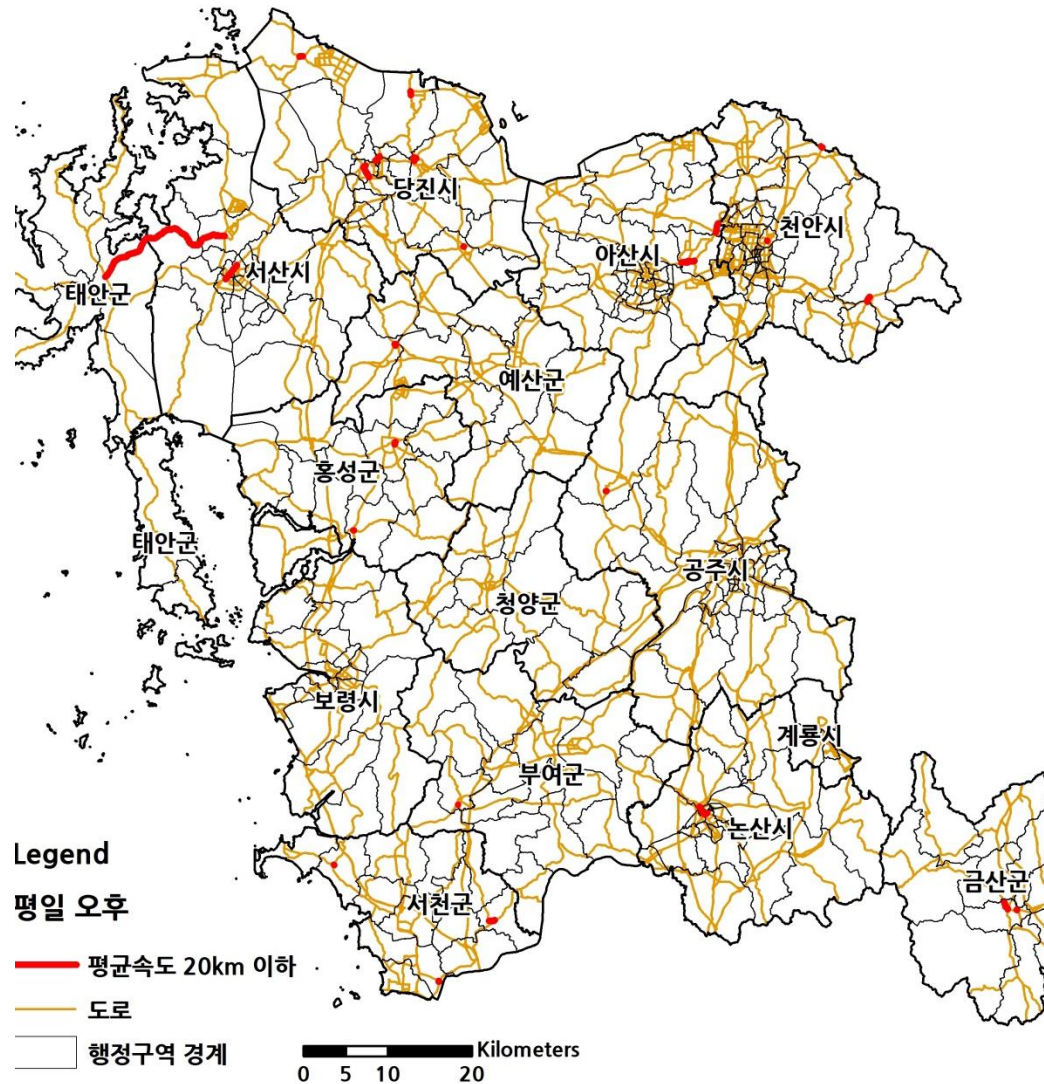 당진시
천안시
아산시
서산시
태안군
예산군
홍성군
태안군
공주시
청양군
보령시
계룡시
부여군
논산시
금산군
서천군
Legend
평일 오후
평균속도 20km 이하
도로
행정구역 경계
Kilometers
0 5 10 20